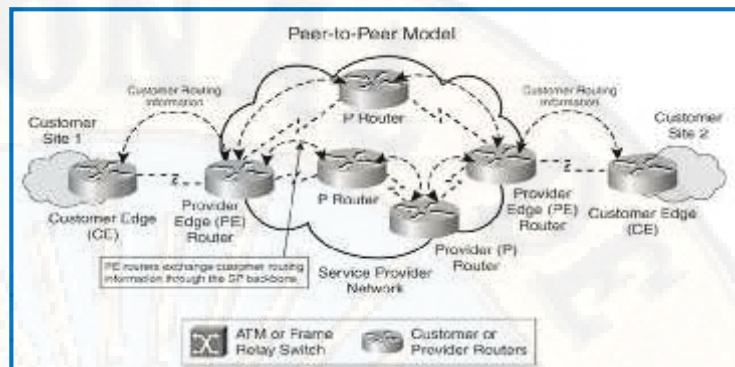 Peer-to-Peer Model
Customer Routing
Information
Customer Routing
Information
P Router
Customer
Site 1
Customer
Site 2
Customer Edge
(CE)
Provider
Edge (PE)
Router
P Router
Provider
Edge (PE)
Router
Customer Edge
(CE)
Provider (P)
Router
PE routers exchange customer routing
information through the SP backbone.
Service Provider
Network
ATM or Frame
Relay Switch
Customer or
Provider Routers